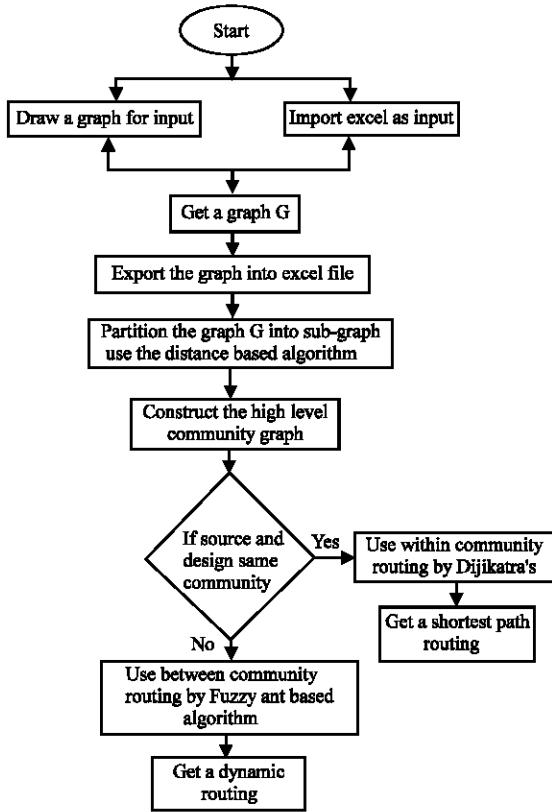 Start
Draw a graph for input
Import excel as input
Get a graph G
Export the graph into excel file
Partition the graph G into sub-graph
use the distance based algorithm
Construct the high level
community graph
If source and
design same
community
Yes
Use within community
routing by Dijikatra's
Get a shortest path
routing
No
Use between community
routing by Fuzzy ant based
algorithm
Get a dynamic
routing